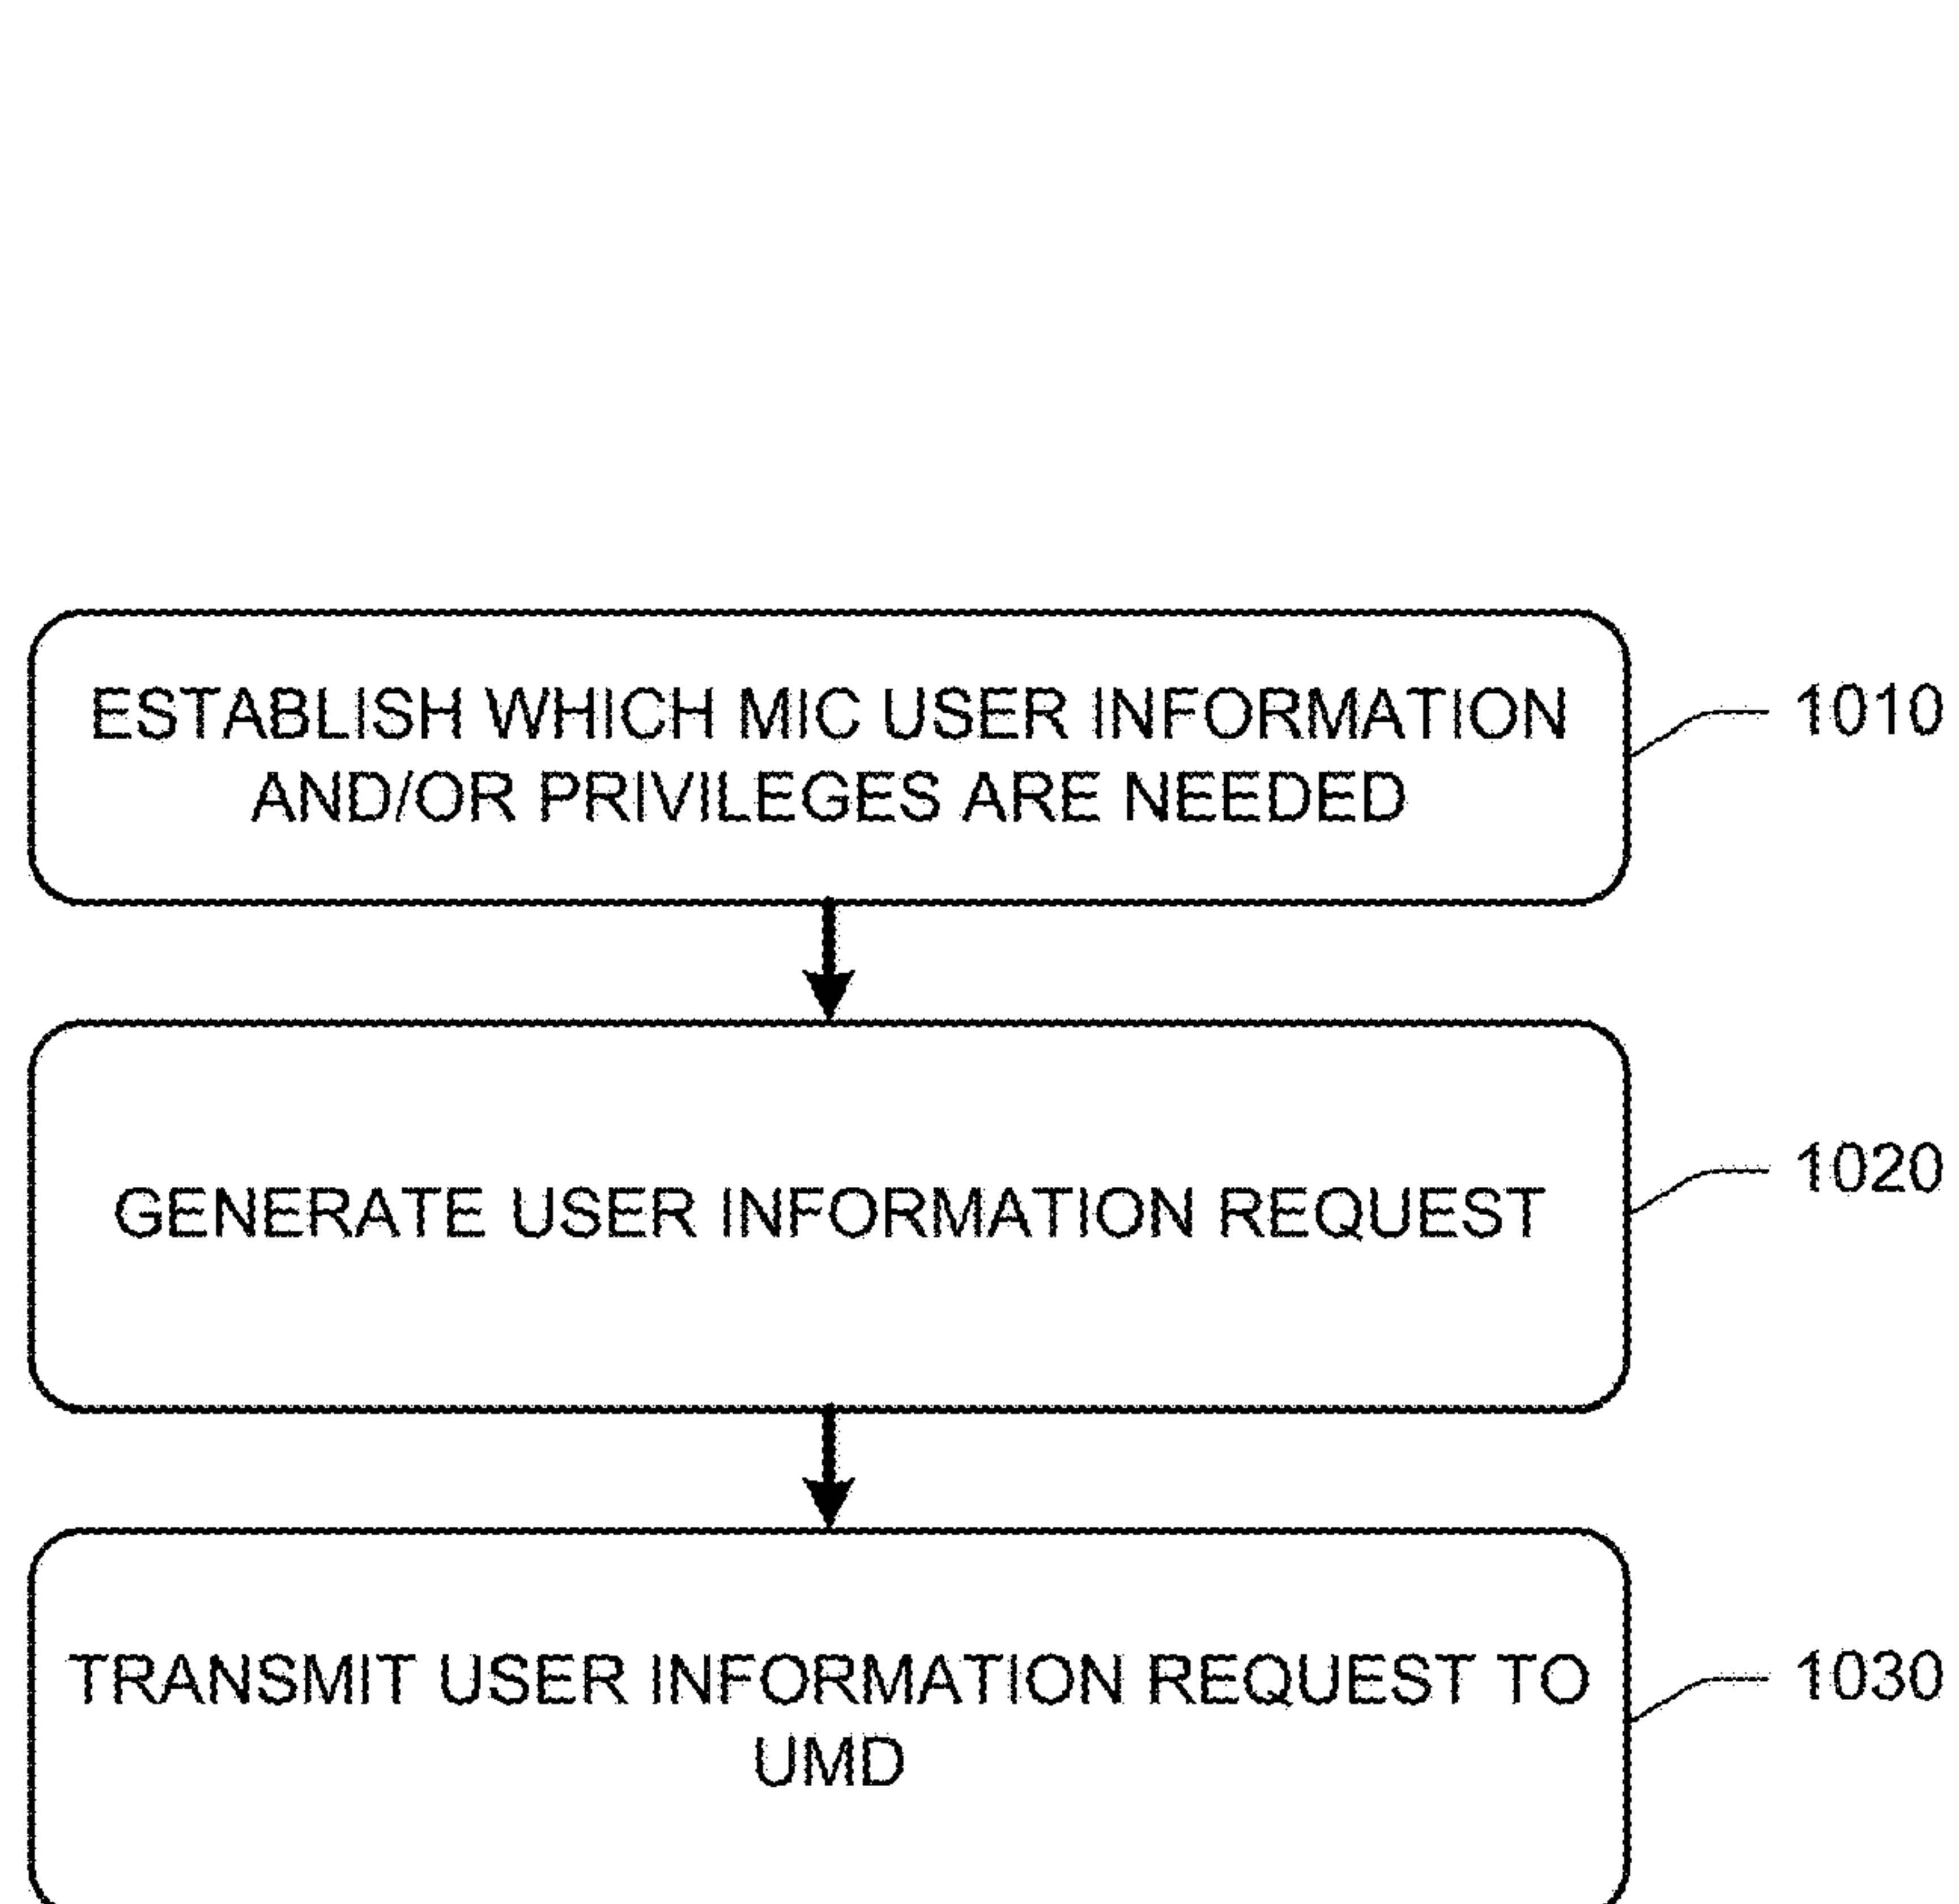 ESTABLISH WHICH MIC USER INFORMATION
AND/OR PRIVILEGES ARE NEEDED
1010
GENERATE USER INFORMATION REQUEST
1020
TRANSMIT USER INFORMATION REQUEST TO
UMD
1030